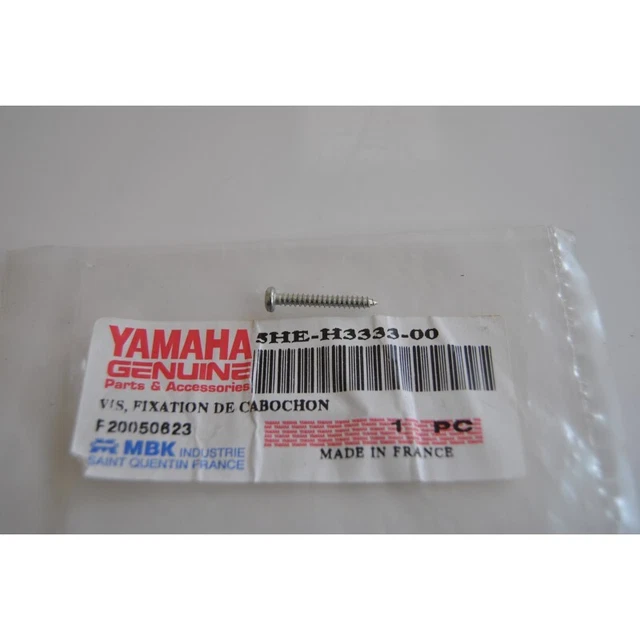 YAMAHA
GENUINE
Parts & Accessories
5HE-H3333-00
VIS, FIXATION DE CABOCHON
F20050623
1 PC
MBK INDUSTRIE
SAINT QUENTIN FRANCE
MADE IN FRANCE